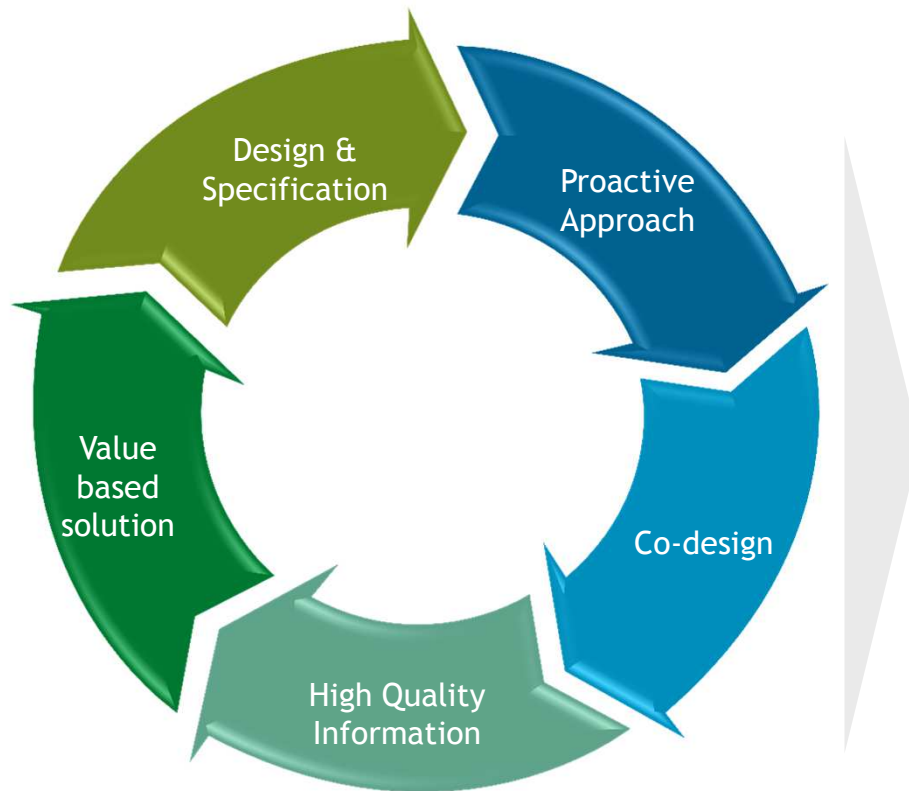 Design &
Specification
Proactive
Approach
Co-design
High Quality
Information
Value
based
solution